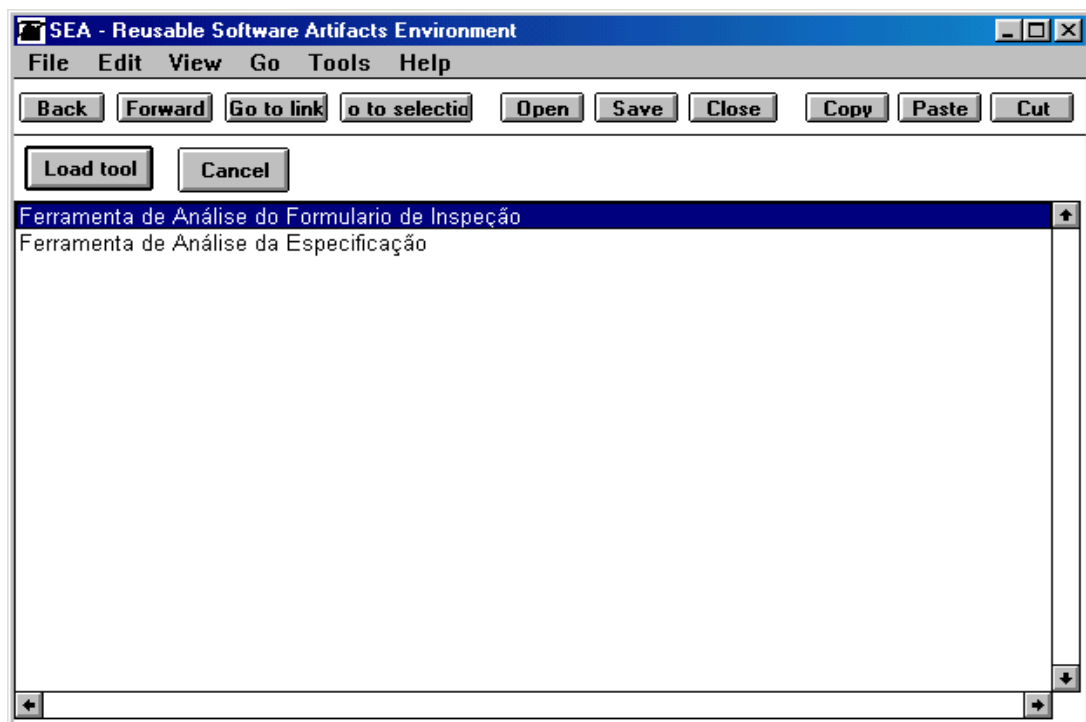 SEA - Reusable Software Artifacts Environment
File Edit View Go Tools Help
Back Forward Go to link o to selectio Open Save Close Copy Paste Cut
Load tool Cancel
Ferramenta de Análise do Formulario de Inspeção
Ferramenta de Análise da Especificação